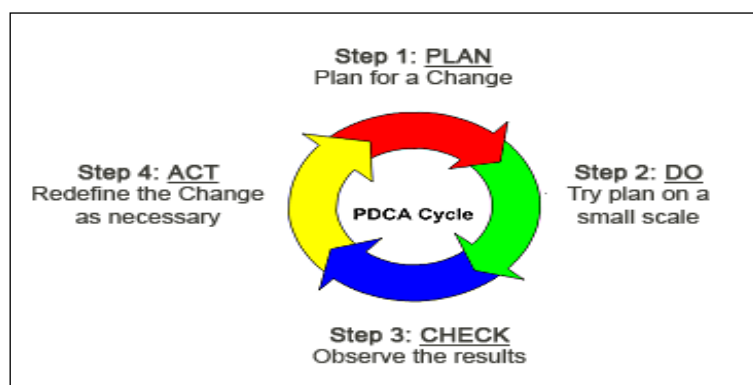 Step 1: PLAN
Plan for a Change
Step 2: DO
Try plan on a
small scale
Step 3: CHECK
Observe the results
Step 4: ACT
Redefine the Change
as necessary
PDCA Cycle